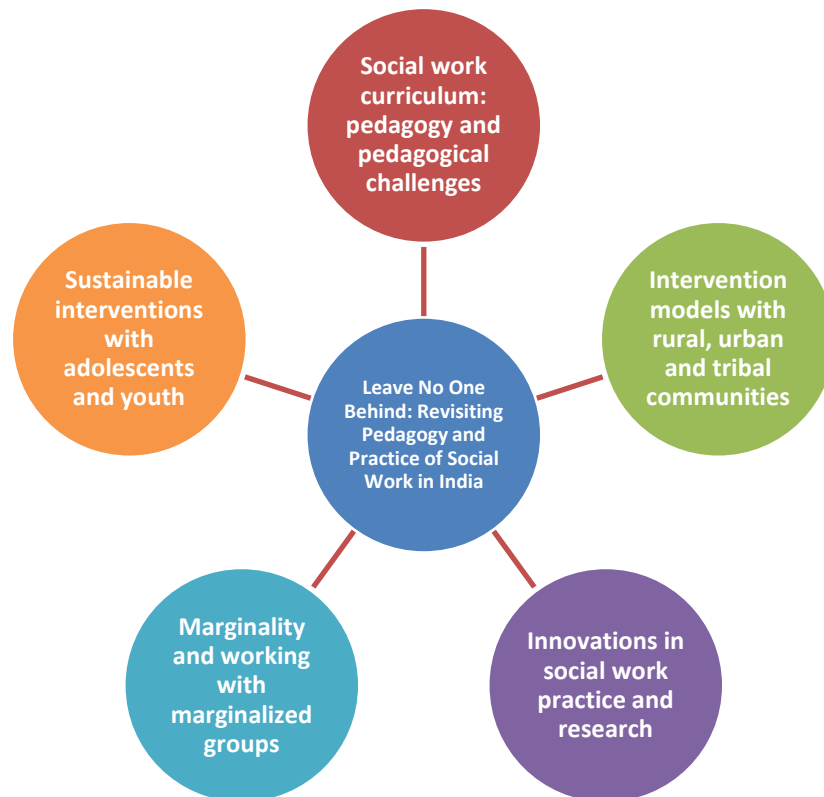 Social work
curriculum:
pedagogy and
pedagogical
challenges
Sustainable
interventions
with
adolescents
and youth
Intervention
models with
rural, urban
and tribal
communities
Leave No One
Behind: Revisiting
Pedagogy and
Practice of Social
Work in India
Marginality
and working
with
marginalized
groups
Innovations in
social work
practice and
research